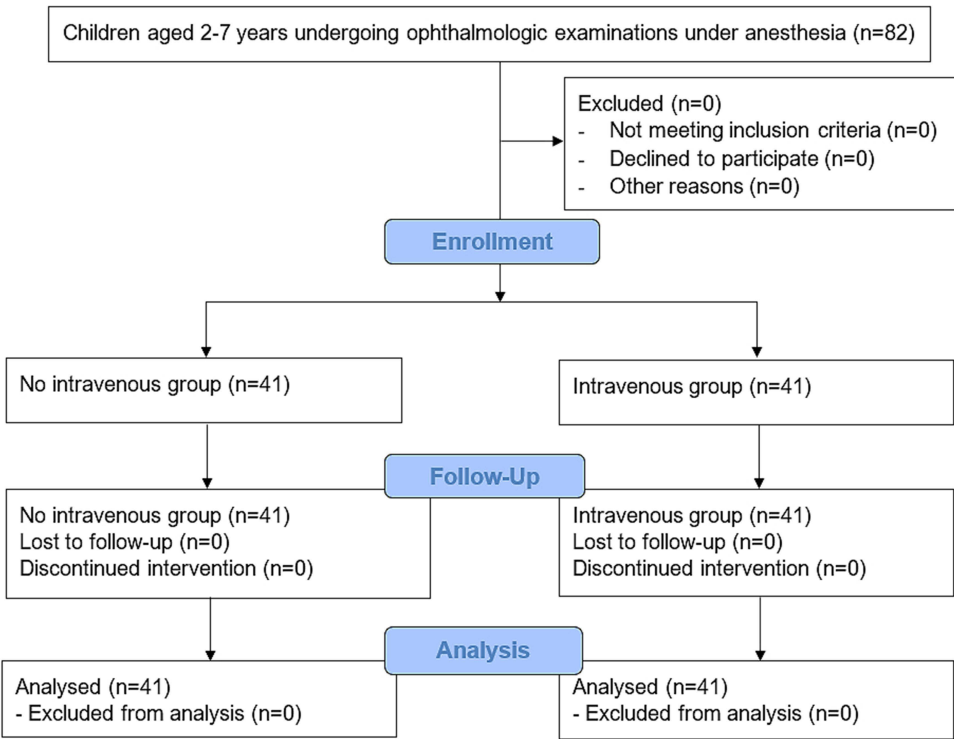 Children aged 2-7 years undergoing ophthalmologic examinations under anesthesia (n=82)
Excluded (n=0)
- Not meeting inclusion criteria (n=0)
- Declined to participate (n=0)
- Other reasons (n=0)
Enrollment
No intravenous group (n=41)
Intravenous group (n=41)
Follow-Up
No intravenous group (n=41)
Lost to follow-up (n=0)
Discontinued intervention (n=0)
Intravenous group (n=41)
Lost to follow-up (n=0)
Discontinued intervention (n=0)
Analysis
Analysed (n=41)
- Excluded from analysis (n=0)
Analysed (n=41)
- Excluded from analysis (n=0)